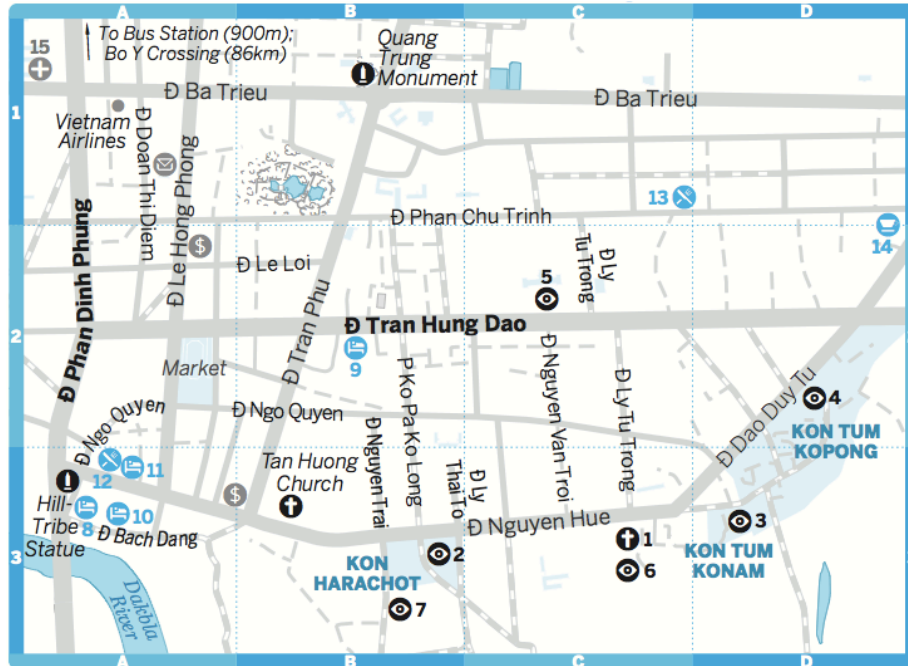 A
B
C
D
To Bus Station (900m);
Bo Y Crossing (86km)
15
Quang
Trung
Monument
1
Đ Ba Trieu
Đ Ba Trieu
Vietnam
Airlines
Đ Doan Thi Diem
Đ Le Hong Phong
Đ Phan Dinh Phung
13
Đ Phan Chu Trinh
14
$
Đ Le Loi
Đ Tran Phu
5
Đ Ly
Tu Trong
2
Đ Tran Hung Dao
Market
9
P Ko Pa Ko Long
Đ Nguyen Van Troi
Đ Ly Tu Trong
Đ Dao Duy Tu
4
KON TUM
KOPONG
Đ Ngo Quyen
Đ Ngo Quyen
Đ Nguyen Trai
Đ Ly
Thai To
Tan Huong
Church
12
11
$
Hill-
Tribe
Statue
8
10
Đ Bach Dang
Đ Nguyen Hue
3
1
3
KON TUM
KONAM
2
6
KON
HARACHOT
7
Dakbla
River
A
B
C
D